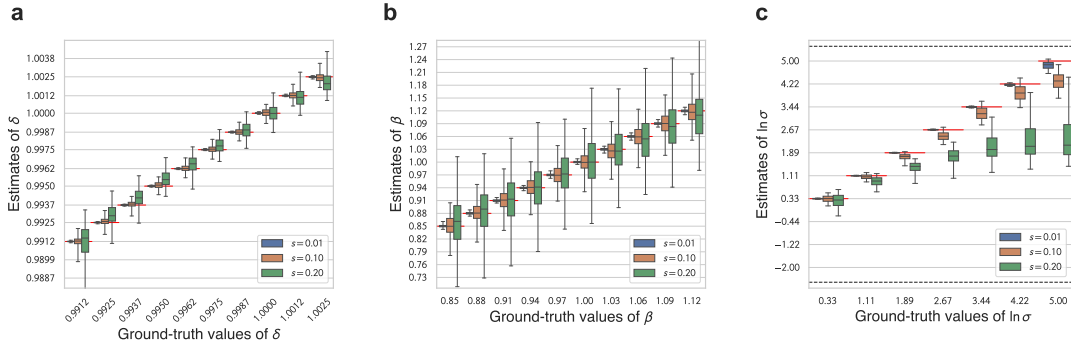 a
Estimates of δ
1.0038
1.0025
1.0012
1.0000
0.9987
0.9975
0.9962
0.9950
0.9937
0.9925
0.9912
0.9899
0.9887
s = 0.01
s = 0.10
s = 0.20
0.9912 0.9925 0.9937 0.9950 0.9962 0.9975 0.9987 1.0000 1.0012 1.0025
Ground-truth values of δ
b
Estimates of β
1.27
1.24
1.21
1.18
1.15
1.12
1.09
1.06
1.03
1.00
0.97
0.94
0.91
0.88
0.85
0.82
0.79
0.76
0.73
s = 0.01
s = 0.10
s = 0.20
0.85 0.88 0.91 0.94 0.97 1.00 1.03 1.06 1.09 1.12
Ground-truth values of β
c
Estimates of ln σ
5.00
4.22
3.44
2.67
1.89
1.11
0.33
−0.44
−1.22
−2.00
s = 0.01
s = 0.10
s = 0.20
0.33 1.11 1.89 2.67 3.44 4.22 5.00
Ground-truth values of ln σ